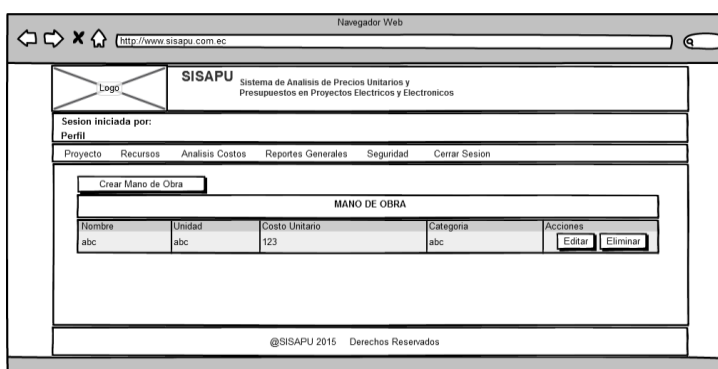 Navegador Web
http://www.sisapu.com.ec
Logo
SISAPU
Sistema de Analisis de Precios Unitarios y
Presupuestos en Proyectos Electricos y Electronicos
Sesion iniciada por:
Perfil
Proyecto Recursos Analisis Costos Reportes Generales Seguridad Cerrar Sesion
Crear Mano de Obra
MANO DE OBRA
Nombre Unidad Costo Unitario Categoria Acciones
abc abc 123 abc Editar Eliminar
@SISAPU 2015 Derechos Reservados